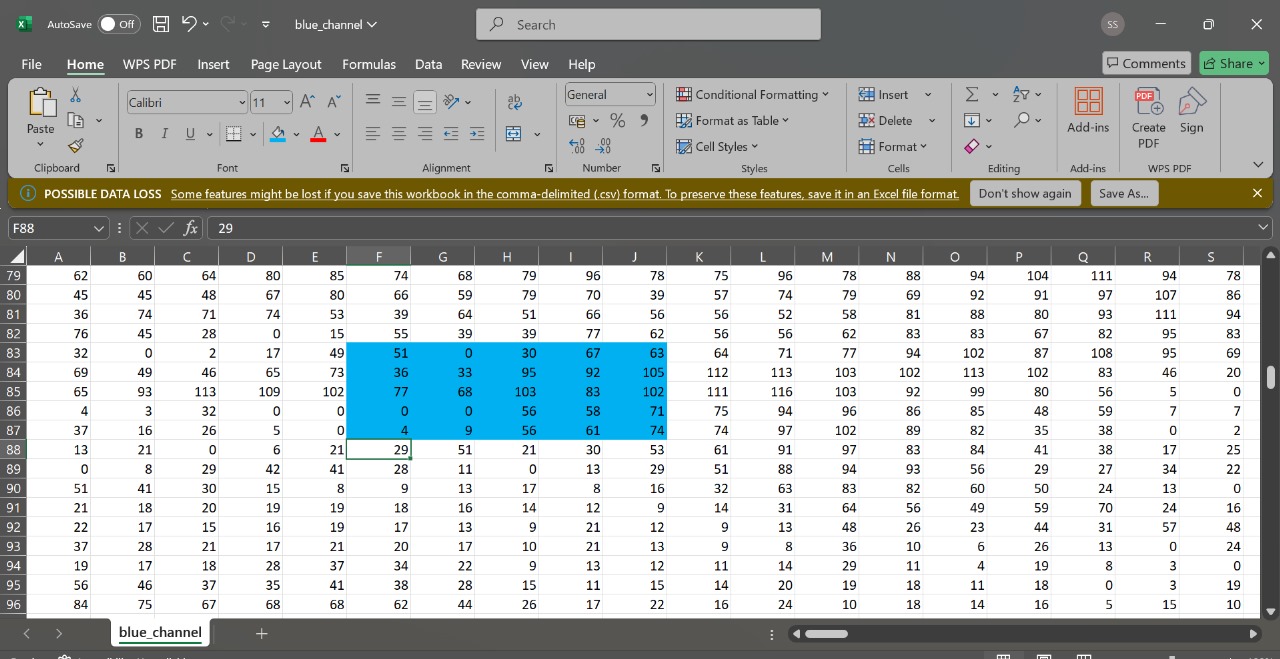 AutoSave Off blue_channel Search SS
File Home WPS PDF Insert Page Layout Formulas Data Review View Help Comments Share
Paste Calibri 11 B I U A ab General % Conditional Formatting Format as Table Cell Styles Insert Delete Format Add-ins PDF Create PDF Sign
Clipboard Font Alignment Number Styles Cells Editing Add-ins WPS PDF
POSSIBLE DATA LOSS Some features might be lost if you save this workbook in the comma-delimited (.csv) format. To preserve these features, save it in an Excel file format. Don't show again Save As...
F88 fx 29
A B C D E F G H I J K L M N O P Q R S
79 62 60 64 80 85 74 68 79 96 78 75 96 78 88 94 104 111 94 78
80 45 45 48 67 80 66 59 79 70 39 57 74 79 69 92 91 97 107 86
81 36 74 71 74 53 39 64 51 66 56 56 52 58 81 88 80 93 111 94
82 76 45 28 0 15 55 39 39 77 62 56 56 62 83 83 67 82 95 83
83 32 0 2 17 49 51 0 30 67 63 64 71 77 94 102 87 108 95 69
84 69 49 46 65 73 36 33 95 92 105 112 113 103 102 113 102 83 46 20
85 65 93 113 109 102 77 68 103 83 102 111 116 103 92 99 80 56 5 0
86 4 3 32 0 0 0 0 56 58 71 75 94 96 86 85 48 59 7 7
87 37 16 26 5 0 4 9 56 61 74 74 97 102 89 82 35 38 0 2
88 13 21 0 6 21 29 51 21 30 53 61 91 97 83 84 41 38 17 25
89 0 8 29 42 41 28 11 0 13 29 51 88 94 93 56 29 27 34 22
90 51 41 30 15 8 9 13 17 8 16 32 63 83 82 60 50 24 13 0
91 21 18 20 19 19 18 16 14 12 9 14 31 64 56 49 59 70 24 16
92 22 17 15 16 19 17 13 9 21 12 9 13 48 26 23 44 31 57 48
93 37 28 21 17 21 20 17 10 21 13 9 8 36 10 6 26 13 0 24
94 19 17 18 28 37 34 22 9 13 12 11 14 29 11 4 19 8 3 0
95 56 46 37 35 41 38 28 15 11 15 14 20 19 18 11 18 0 3 19
96 84 75 67 68 68 62 44 26 17 22 16 24 10 18 14 16 5 15 10
blue_channel